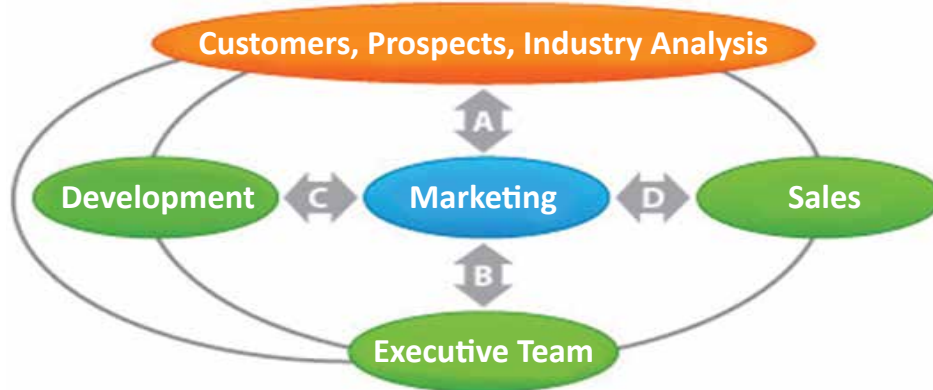 Customers, Prospects, Industry Analysis
A
Development
C
Marketing
D
Sales
B
Executive Team